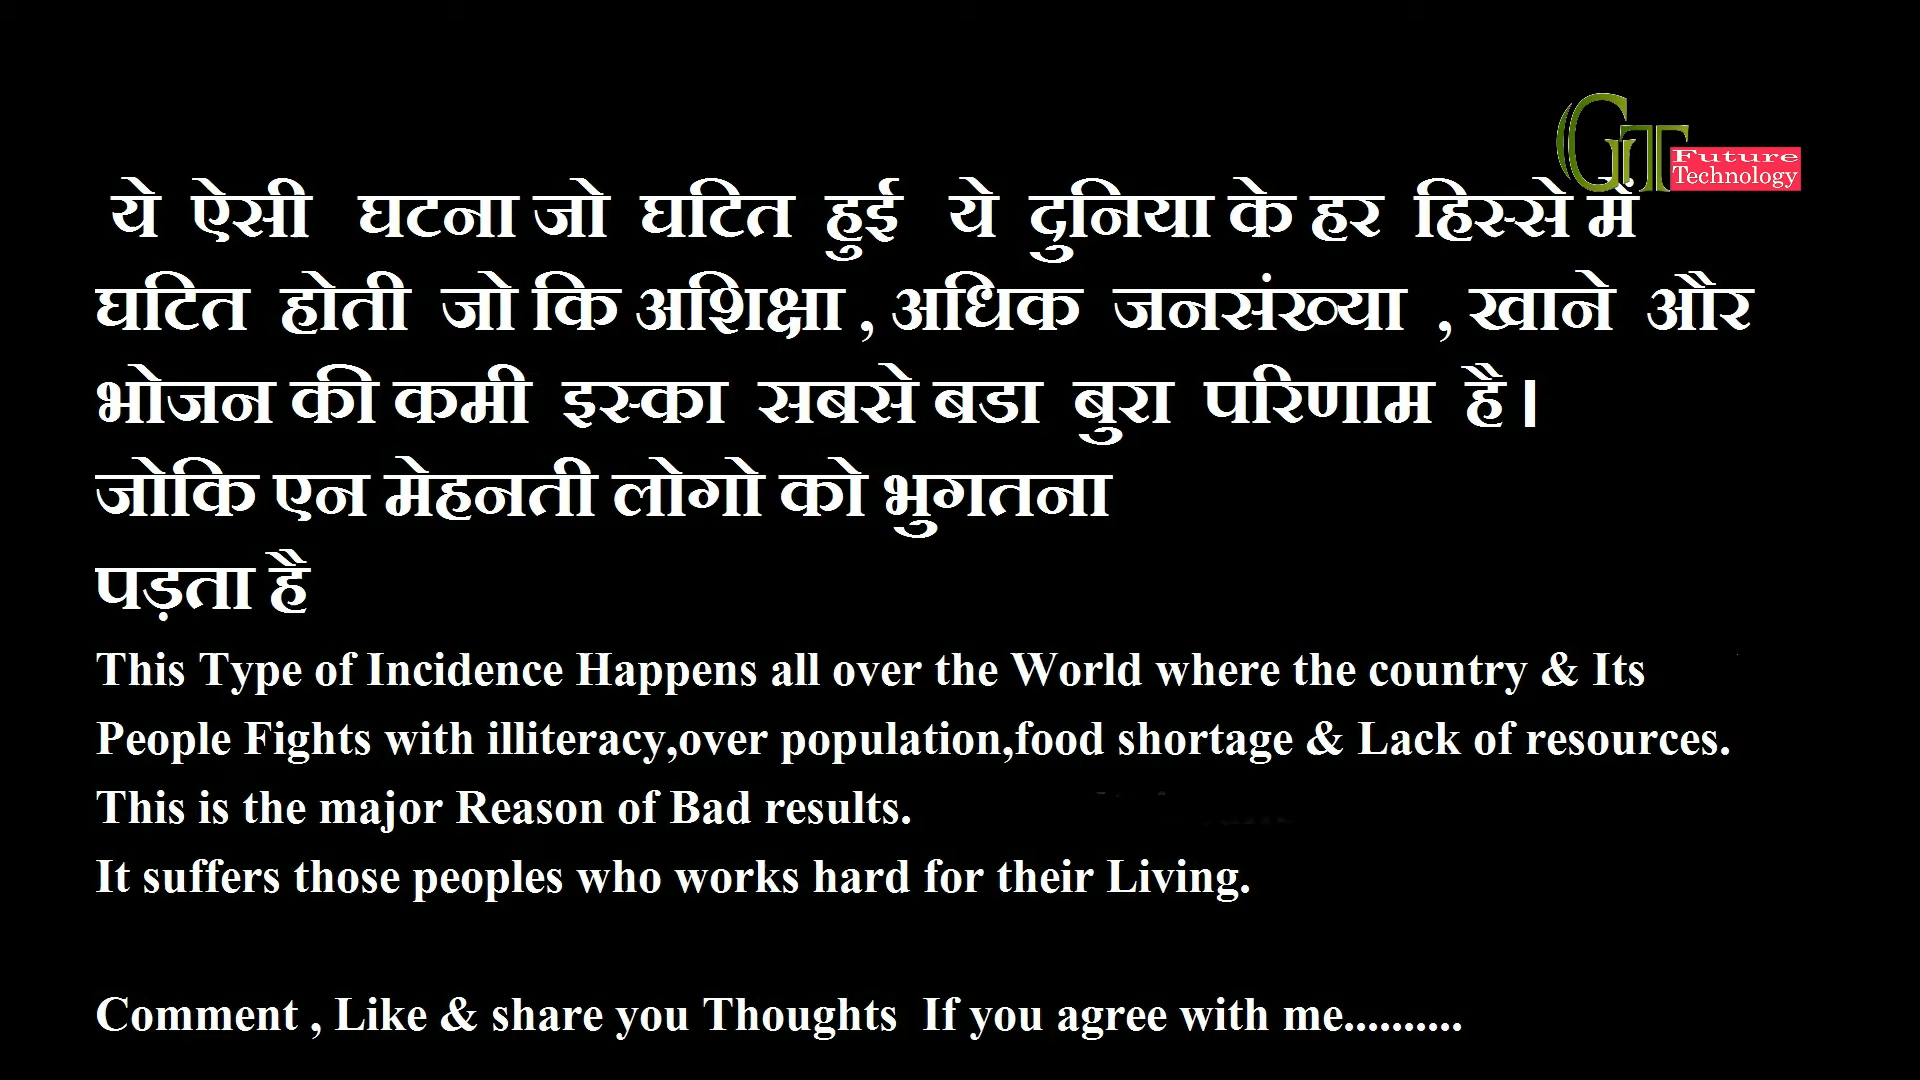 GT Future
Technology
ये ऐसी घटना जो घटित हुई ये दुनिया के हर हिस्से में
घटित होती जो कि अशिक्षा , अधिक जनसंख्या , खाने और
भोजन की कमी इस्का सबसे बडा बुरा परिणाम है।
जोकि एन मेहनती लोगो को भुगतना
पड़ता है
This Type of Incidence Happens all over the World where the country & Its
People Fights with illiteracy,over population,food shortage & Lack of resources.
This is the major Reason of Bad results.
It suffers those peoples who works hard for their Living.
Comment , Like & share you Thoughts If you agree with me..........